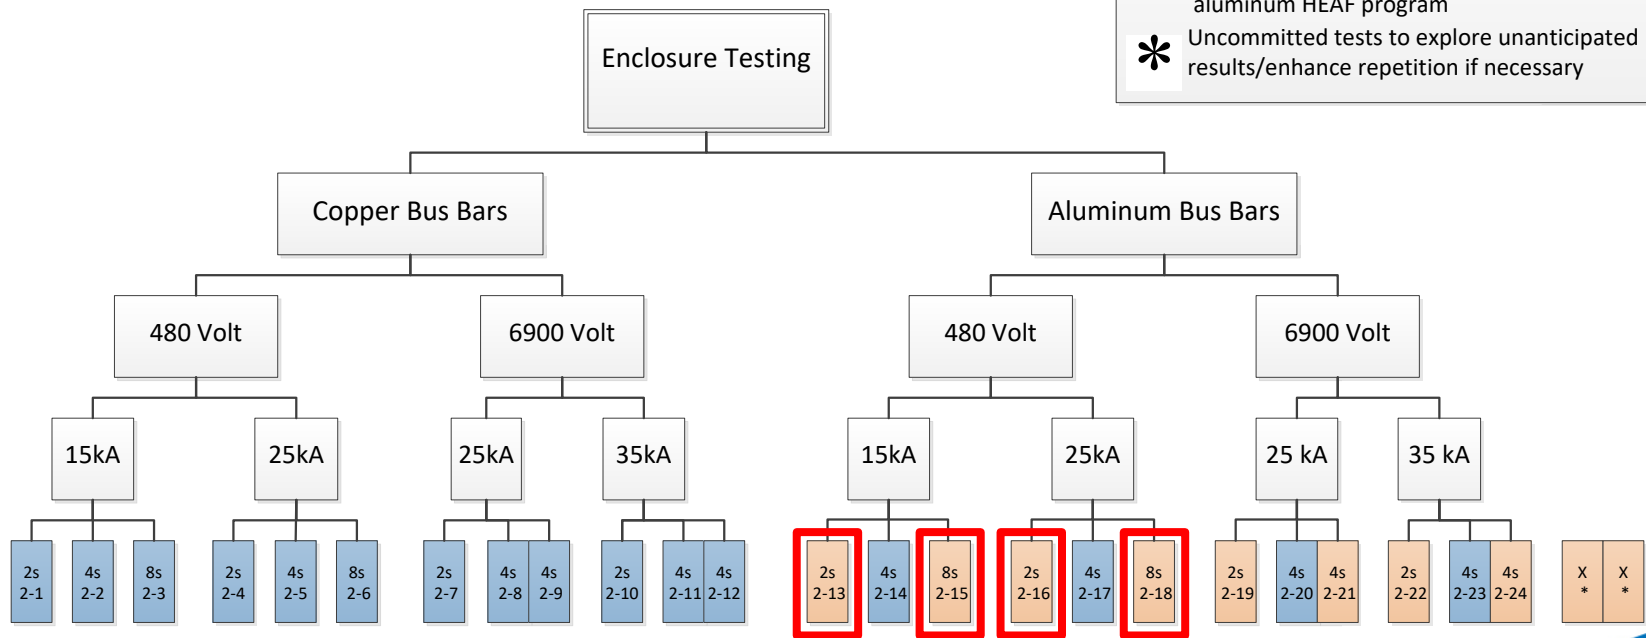 aluminum HEAF program
* Uncommitted tests to explore unanticipated
results/enhance repetition if necessary
Enclosure Testing
Copper Bus Bars
Aluminum Bus Bars
480 Volt
6900 Volt
480 Volt
6900 Volt
15kA
25kA
25kA
35kA
15kA
25kA
25 kA
35 kA
2s
2-1
4s
2-2
8s
2-3
2s
2-4
4s
2-5
8s
2-6
2s
2-7
4s
2-8
4s
2-9
2s
2-10
4s
2-11
4s
2-12
2s
2-13
4s
2-14
8s
2-15
2s
2-16
4s
2-17
8s
2-18
2s
2-19
4s
2-20
4s
2-21
2s
2-22
4s
2-23
4s
2-24
X
*
X
*